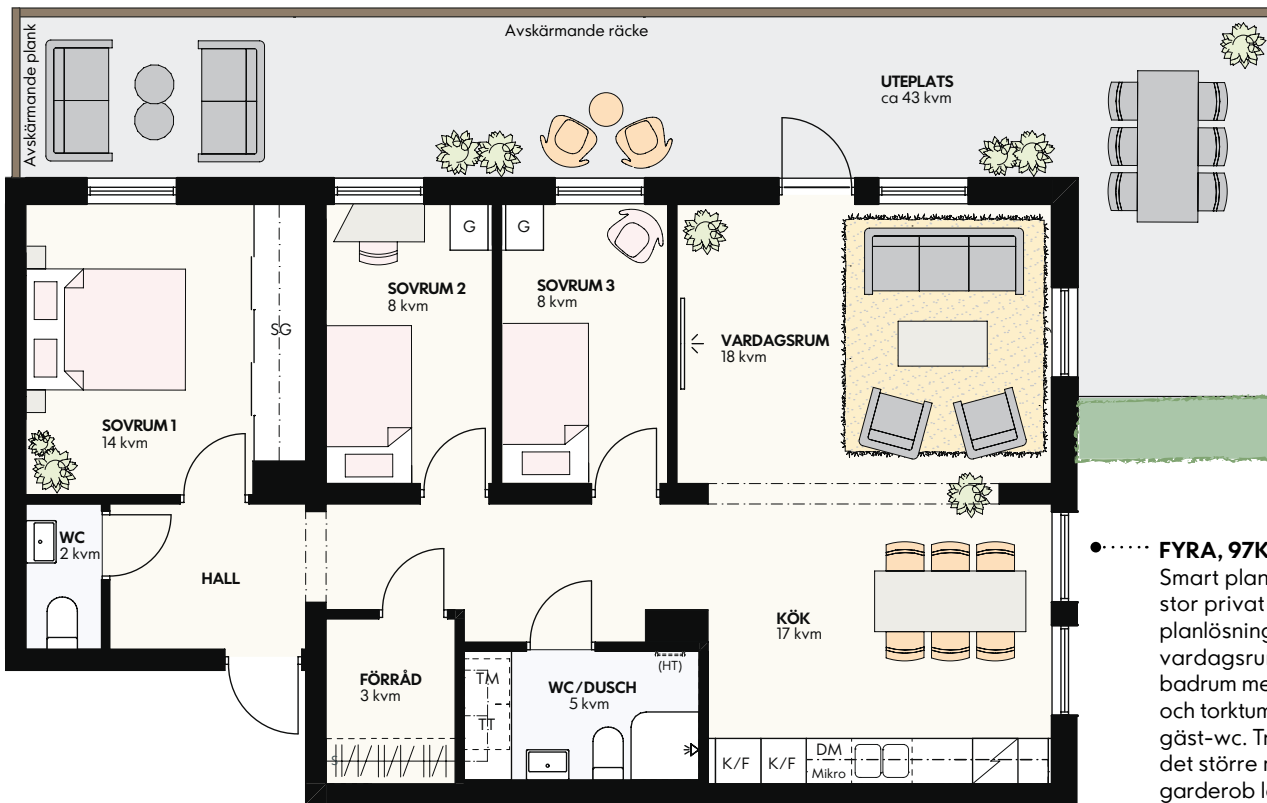 Avskärmande räcke
Avskärmande plank
UTEPLATS
ca 43 kvm
G
G
SOVRUM 2
8 kvm
SOVRUM 3
8 kvm
SG
VARDAGSRUM
18 kvm
SOVRUM 1
14 kvm
WC
2 kvm
HALL
KÖK
17 kvm
FÖRRÅD
3 kvm
S
TM
TT
WC/DUSCH
5 kvm
(HT)
K/F
K/F
DM
Mikro
FYRA, 97K
Smart plan
stor privat
planlösning
vardagsru
badrum me
och torktum
gäst-wc. Tr
det större r
garderob l